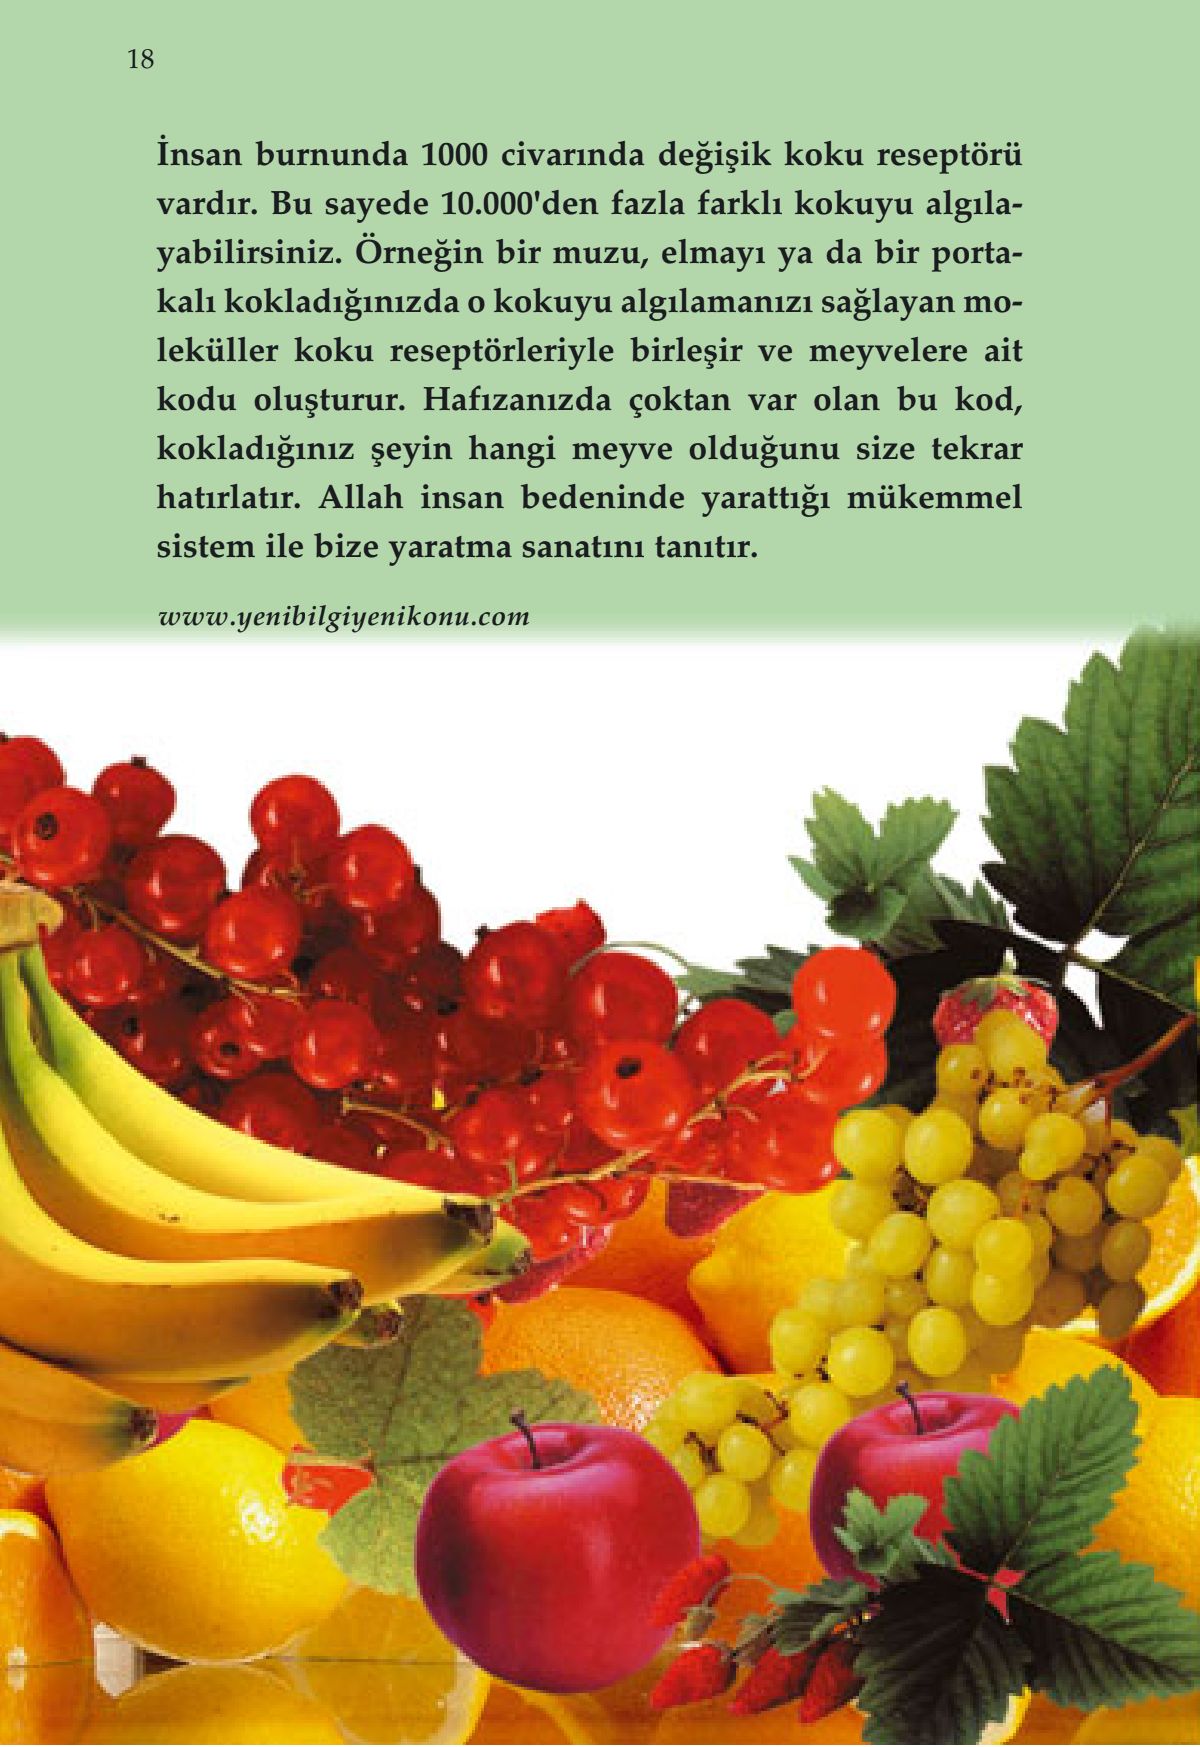 18
İnsan burnunda 1000 civarında değişik koku reseptörü
vardır. Bu sayede 10.000'den fazla farklı kokuyu algıla-
yabilirsiniz. Örneğin bir muzu, elmayı ya da bir porta-
kalı kokladığınızda o kokuyu algılamanızı sağlayan mo-
leküller koku reseptörleriyle birleşir ve meyvelere ait
kodu oluşturur. Hafızanızda çoktan var olan bu kod,
kokladığınız şeyin hangi meyve olduğunu size tekrar
hatırlatır. Allah insan bedeninde yarattığı mükemmel
sistem ile bize yaratma sanatını tanıtır.
www.yenibilgiyenikonu.com